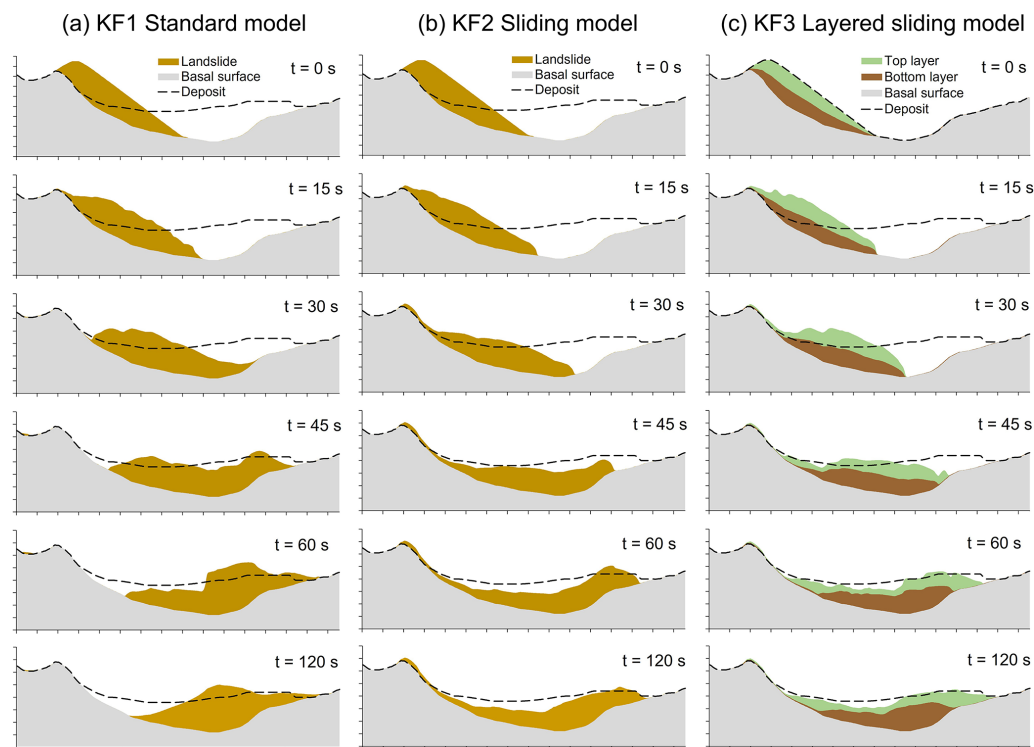 (a) KF1 Standard model
(b) KF2 Sliding model
(c) KF3 Layered sliding model
Landslide
Basal surface
Deposit
t = 0 s
Landslide
Basal surface
Deposit
t = 0 s
Top layer
Bottom layer
Basal surface
Deposit
t = 0 s
t = 15 s
t = 15 s
t = 15 s
t = 30 s
t = 30 s
t = 30 s
t = 45 s
t = 45 s
t = 45 s
t = 60 s
t = 60 s
t = 60 s
t = 120 s
t = 120 s
t = 120 s